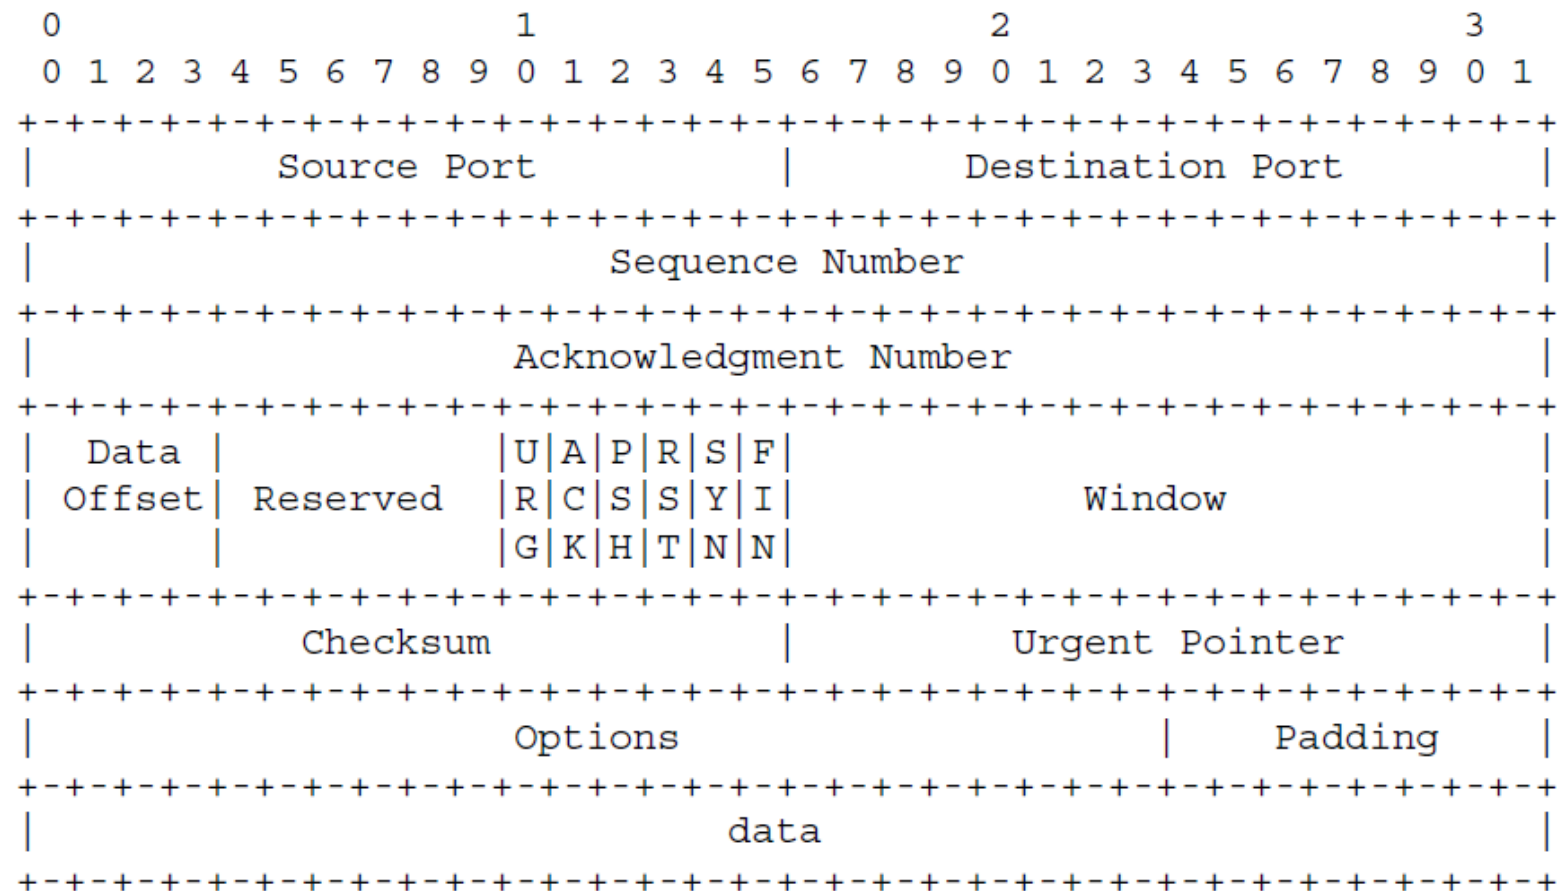 0                   1                   2                   3
 0 1 2 3 4 5 6 7 8 9 0 1 2 3 4 5 6 7 8 9 0 1 2 3 4 5 6 7 8 9 0 1
+-+-+-+-+-+-+-+-+-+-+-+-+-+-+-+-+-+-+-+-+-+-+-+-+-+-+-+-+-+-+-+-+
|          Source Port          |       Destination Port        |
+-+-+-+-+-+-+-+-+-+-+-+-+-+-+-+-+-+-+-+-+-+-+-+-+-+-+-+-+-+-+-+-+
|                        Sequence Number                        |
+-+-+-+-+-+-+-+-+-+-+-+-+-+-+-+-+-+-+-+-+-+-+-+-+-+-+-+-+-+-+-+-+
|                    Acknowledgment Number                      |
+-+-+-+-+-+-+-+-+-+-+-+-+-+-+-+-+-+-+-+-+-+-+-+-+-+-+-+-+-+-+-+-+
|  Data |           |U|A|P|R|S|F|                               |
| Offset| Reserved  |R|C|S|S|Y|I|            Window             |
|       |           |G|K|H|T|N|N|                               |
+-+-+-+-+-+-+-+-+-+-+-+-+-+-+-+-+-+-+-+-+-+-+-+-+-+-+-+-+-+-+-+-+
|           Checksum            |         Urgent Pointer        |
+-+-+-+-+-+-+-+-+-+-+-+-+-+-+-+-+-+-+-+-+-+-+-+-+-+-+-+-+-+-+-+-+
|                    Options                    |    Padding    |
+-+-+-+-+-+-+-+-+-+-+-+-+-+-+-+-+-+-+-+-+-+-+-+-+-+-+-+-+-+-+-+-+
|                             data                              |
+-+-+-+-+-+-+-+-+-+-+-+-+-+-+-+-+-+-+-+-+-+-+-+-+-+-+-+-+-+-+-+-+